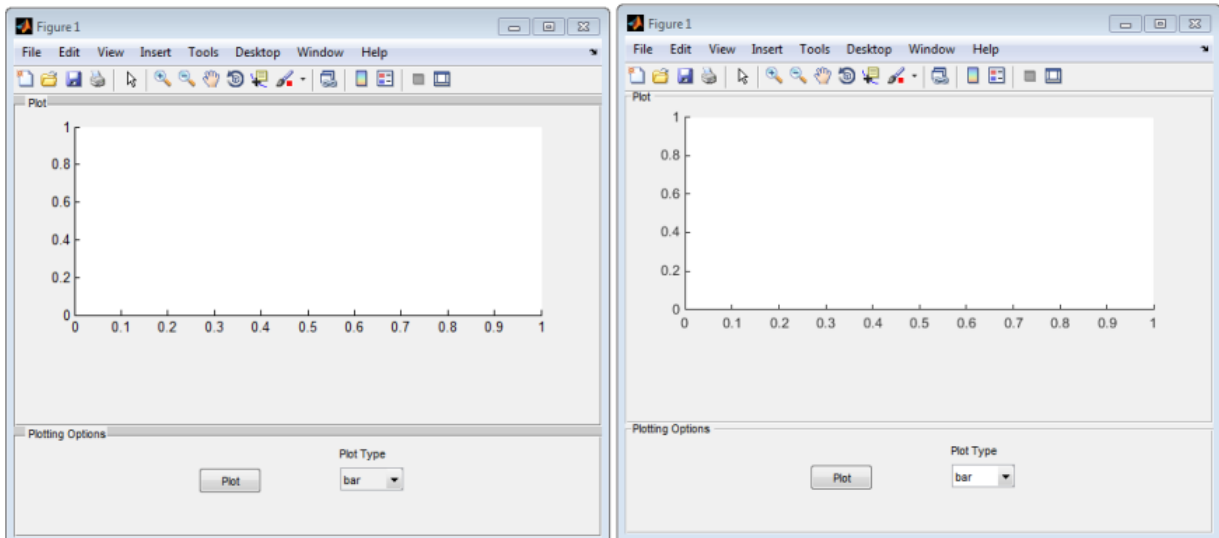 Figure 1
File Edit View Insert Tools Desktop Window Help
Plot
1
0.8
0.6
0.4
0.2
0
0 0.1 0.2 0.3 0.4 0.5 0.6 0.7 0.8 0.9 1
Plotting Options
Plot Type
Plot bar
Figure 1
File Edit View Insert Tools Desktop Window Help
Plot
1
0.8
0.6
0.4
0.2
0
0 0.1 0.2 0.3 0.4 0.5 0.6 0.7 0.8 0.9 1
Plotting Options
Plot Type
Plot bar